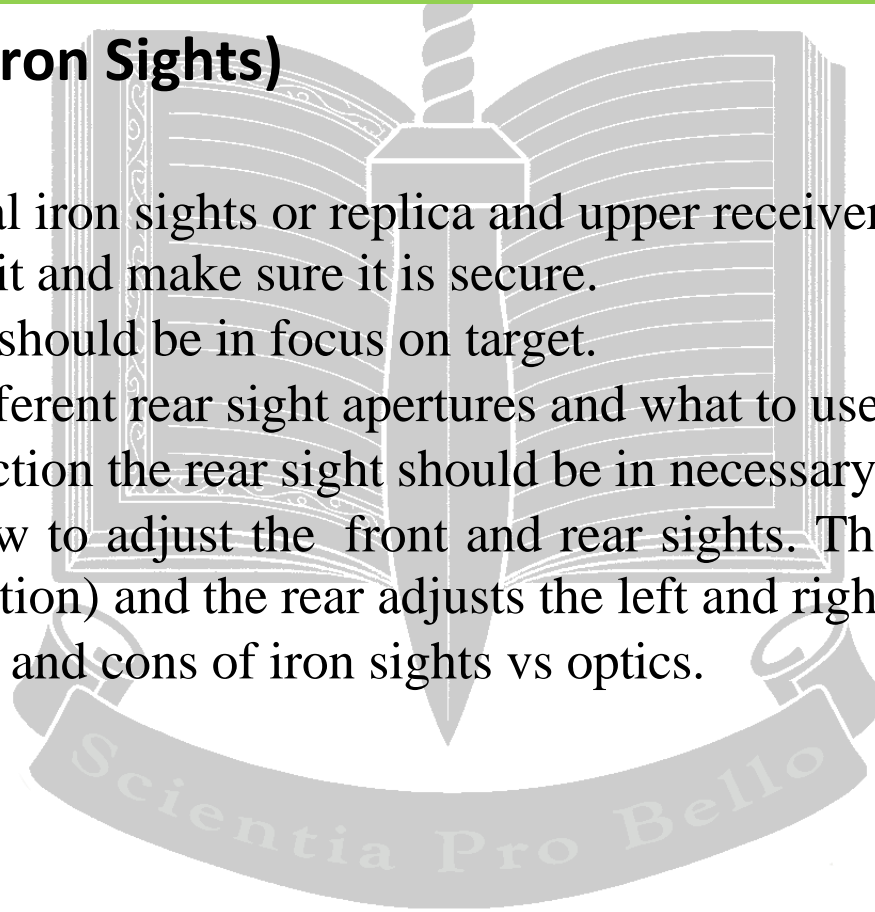 ron Sights)
al iron sights or replica and upper receiver
it and make sure it is secure.
should be in focus on target.
fferent rear sight apertures and what to use
ction the rear sight should be in necessary
w to adjust the front and rear sights. Th
tion) and the rear adjusts the left and righ
and cons of iron sights vs optics.
Scientia Pro Bello